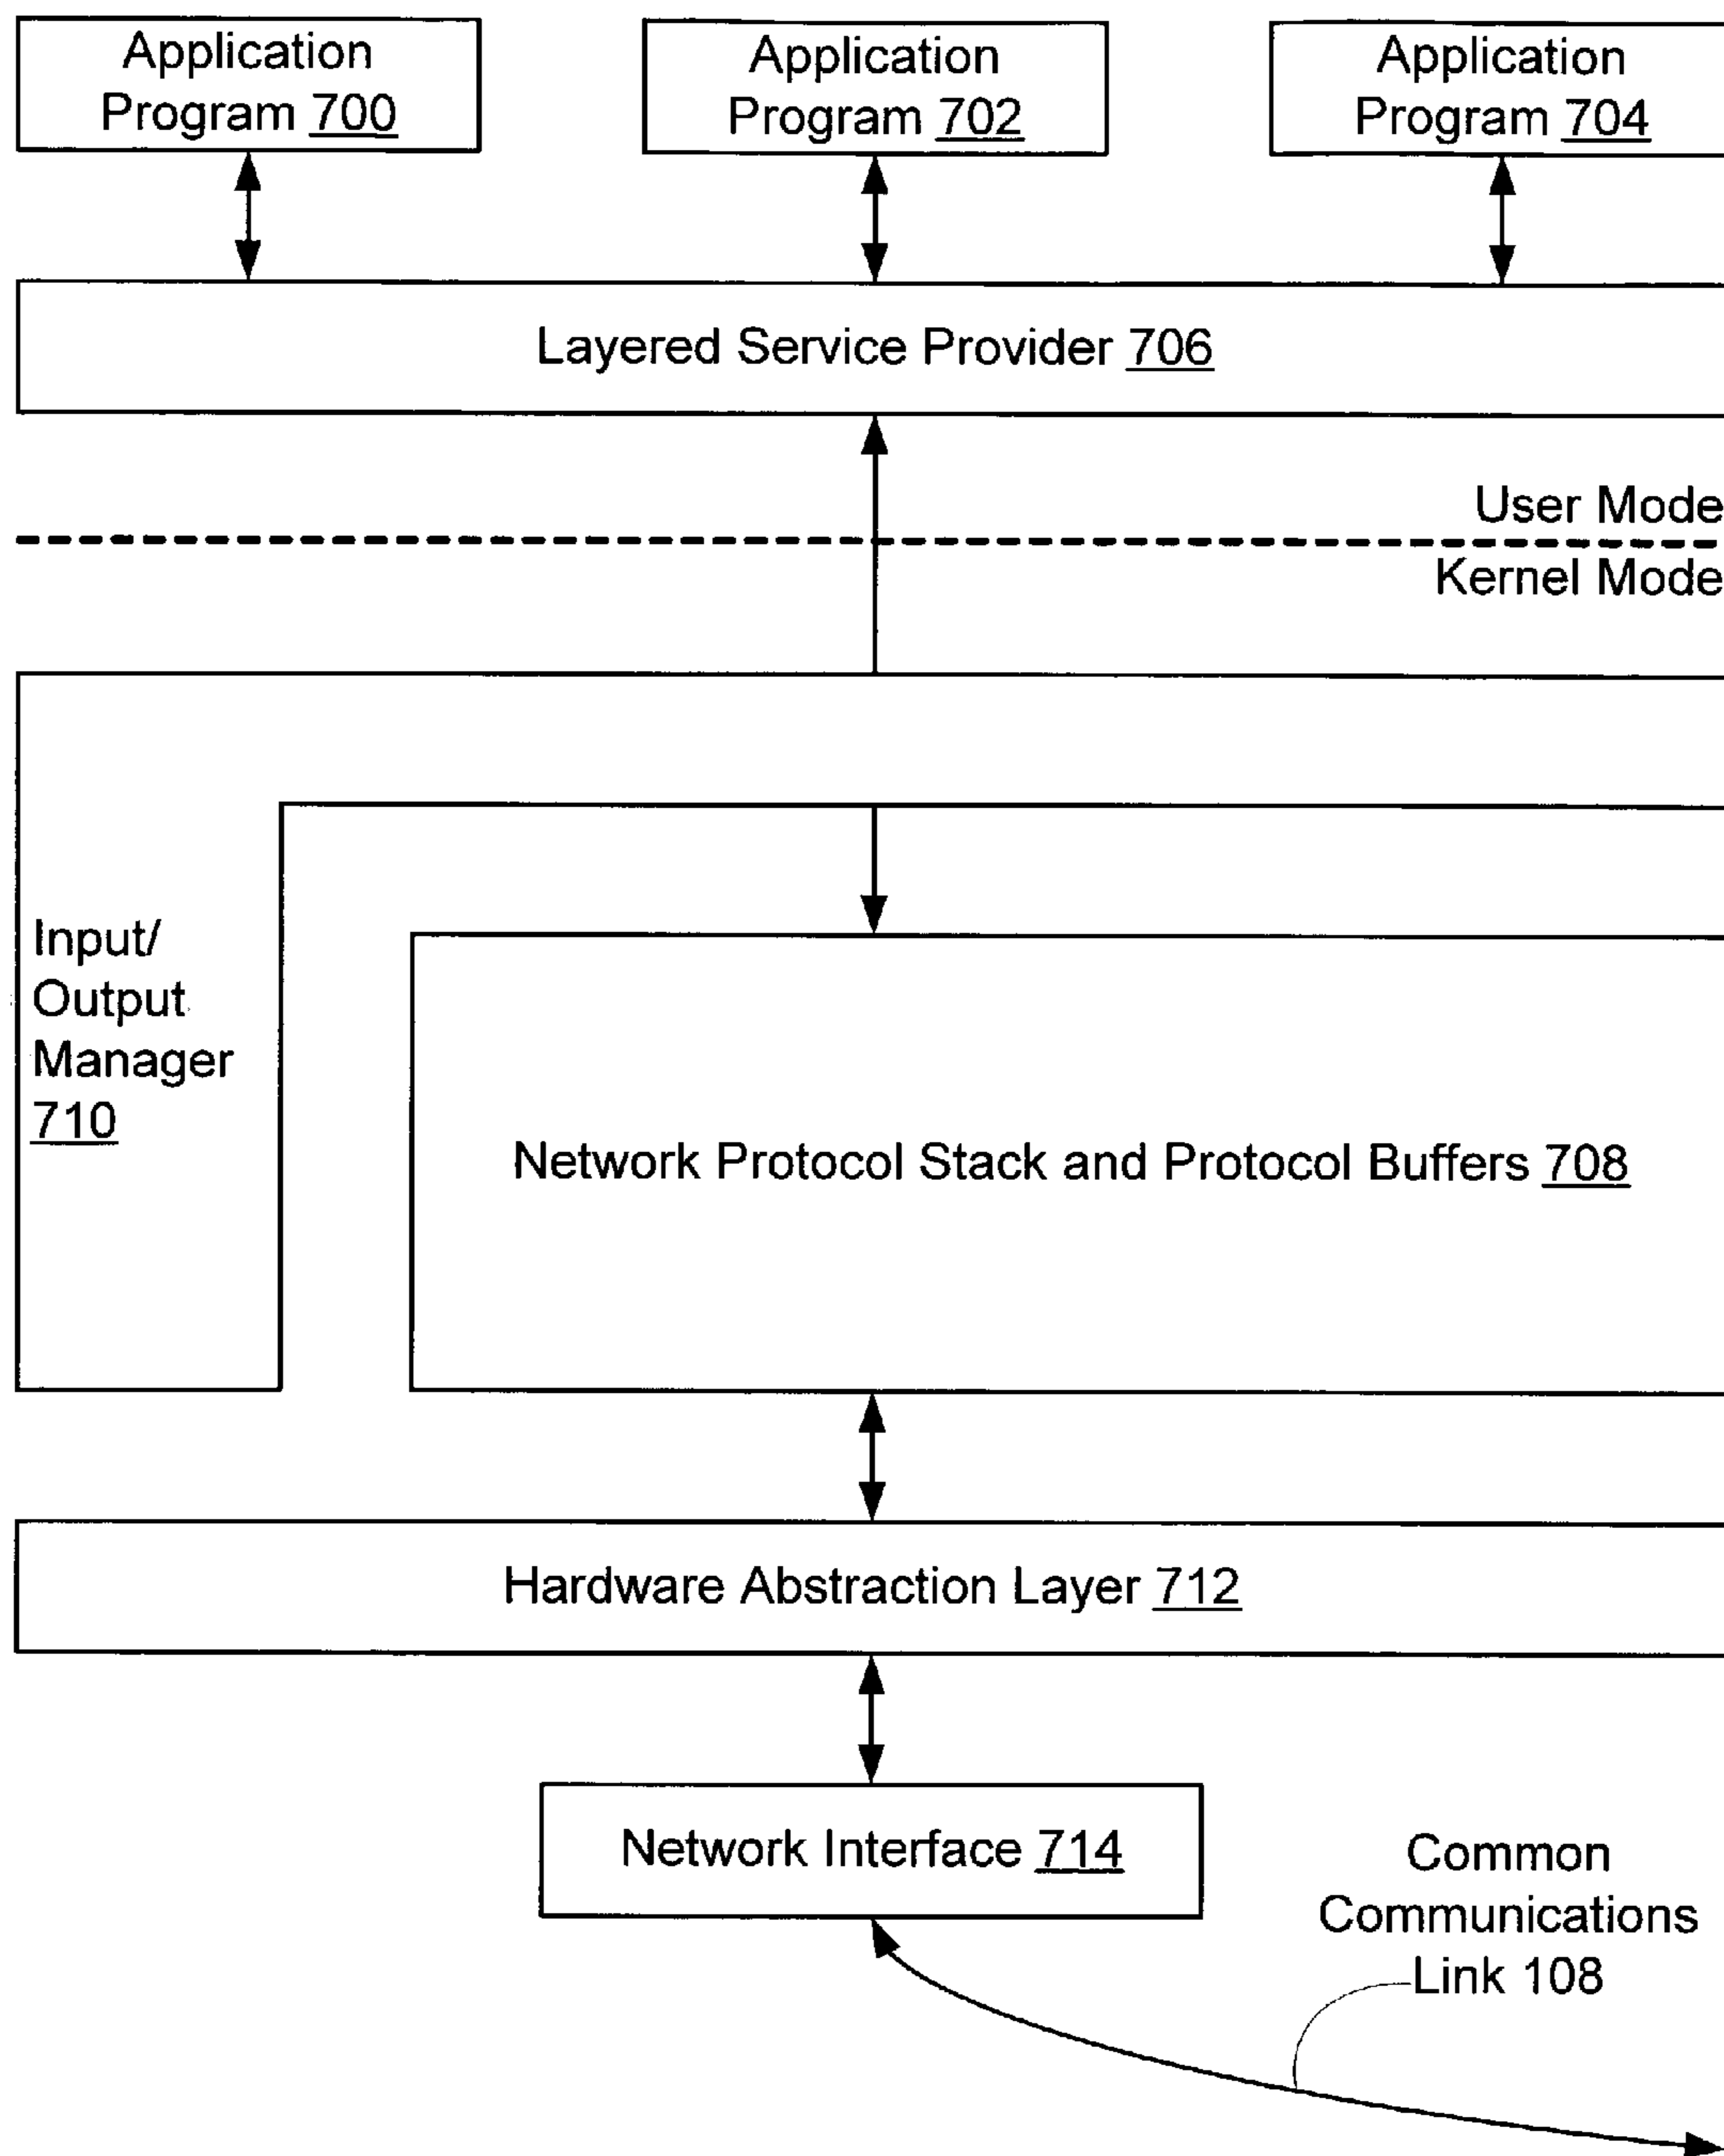 Application
Program 700
Application
Program 702
Application
Program 704
Layered Service Provider 706
User Mode
Kernel Mode
Input/
Output
Manager
710
Network Protocol Stack and Protocol Buffers 708
Hardware Abstraction Layer 712
Network Interface 714
Common
Communications
Link 108